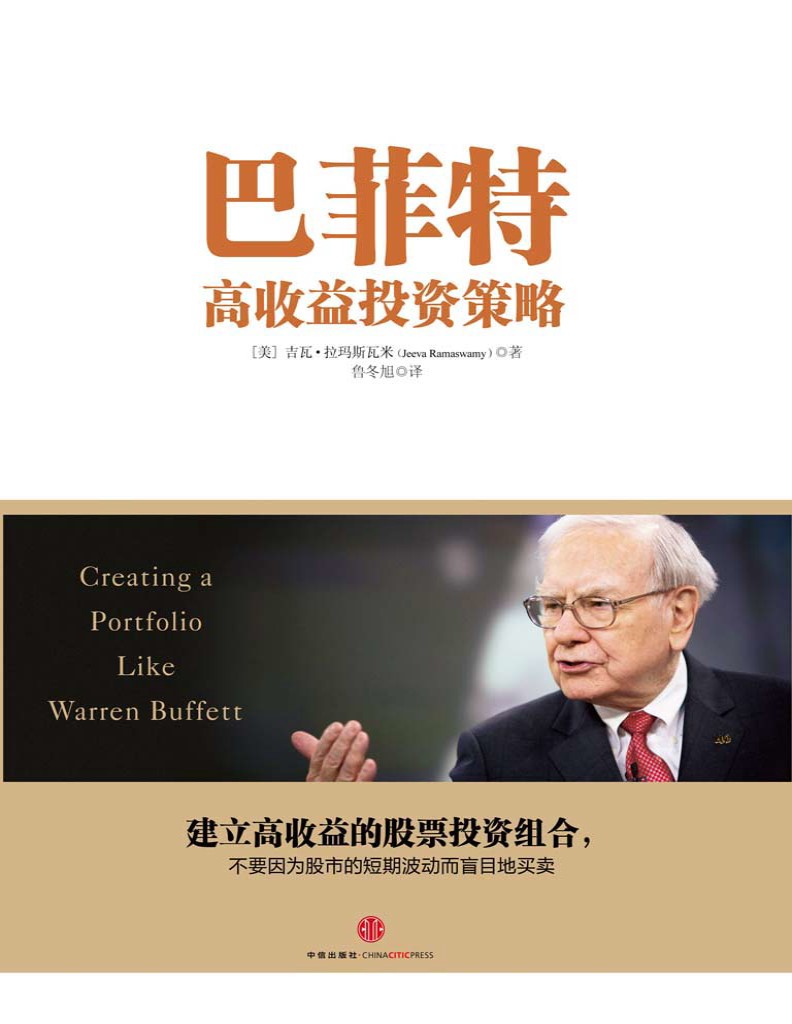 巴菲特
高收益投资策略
［美］吉瓦·拉玛斯瓦米（Jeeva Ramaswamy）◎著
鲁冬旭◎译
Creating a
Portfolio
Like
Warren Buffett
建立高收益的股票投资组合，
不要因为股市的短期波动而盲目地买卖
中信出版社·CHINACITICPRESS